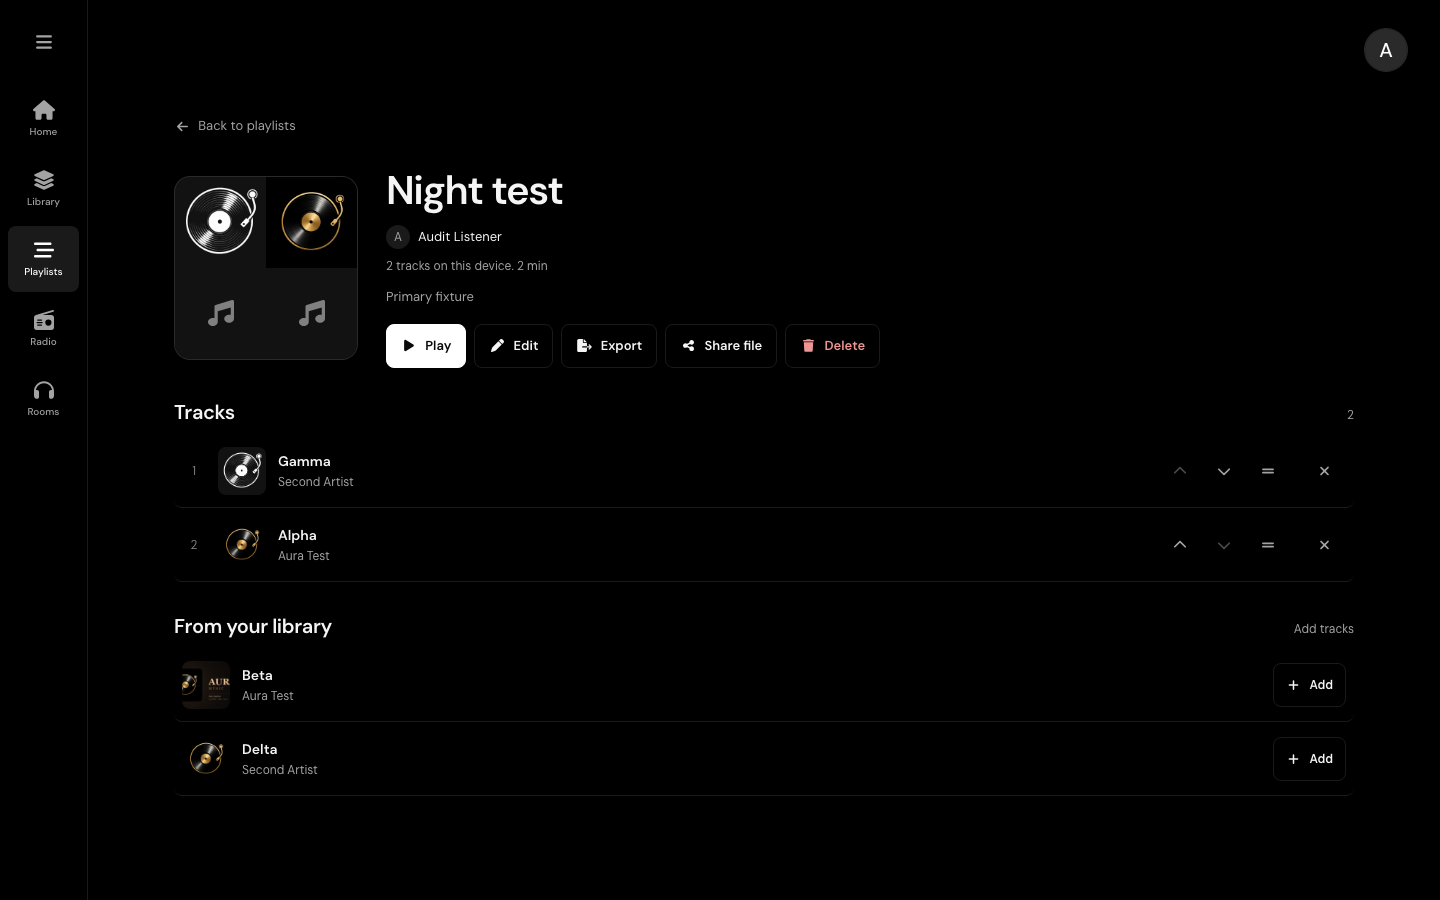 A
Home
Library
Playlists
Radio
Rooms
Back to playlists
Night test
A Audit Listener
2 tracks on this device. 2 min
Primary fixture
Play Edit Export Share file Delete
Tracks 2
1 Gamma
Second Artist
2 Alpha
Aura Test
From your library Add tracks
AUR
Beta
Aura Test
Add
Delta
Second Artist
Add